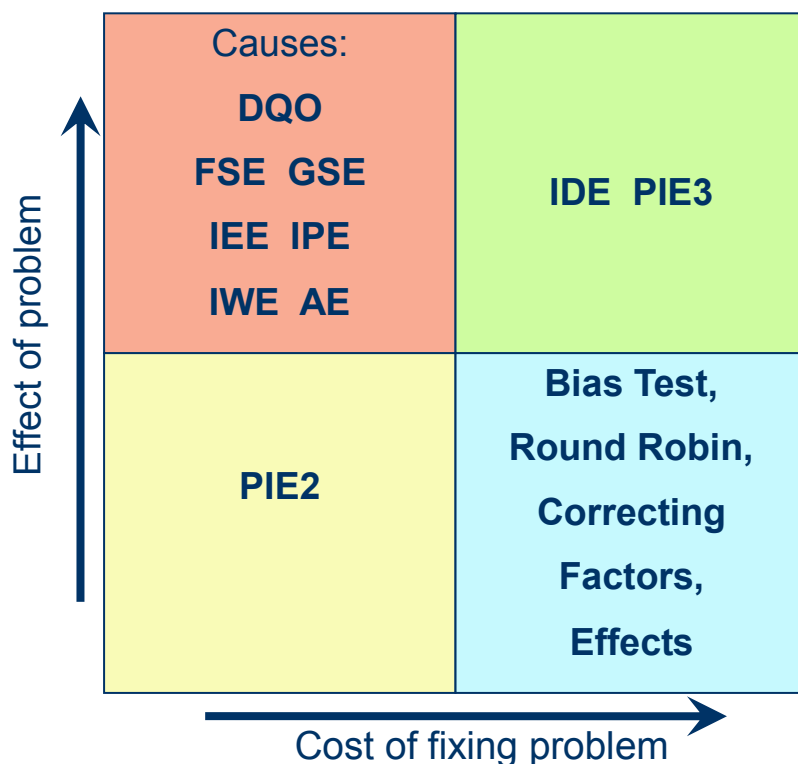 Causes:
DQO
FSE GSE
IEE IPE
IWE AE
IDE PIE3
PIE2
Bias Test,
Round Robin,
Correcting
Factors,
Effects
Effect of problem
Cost of fixing problem